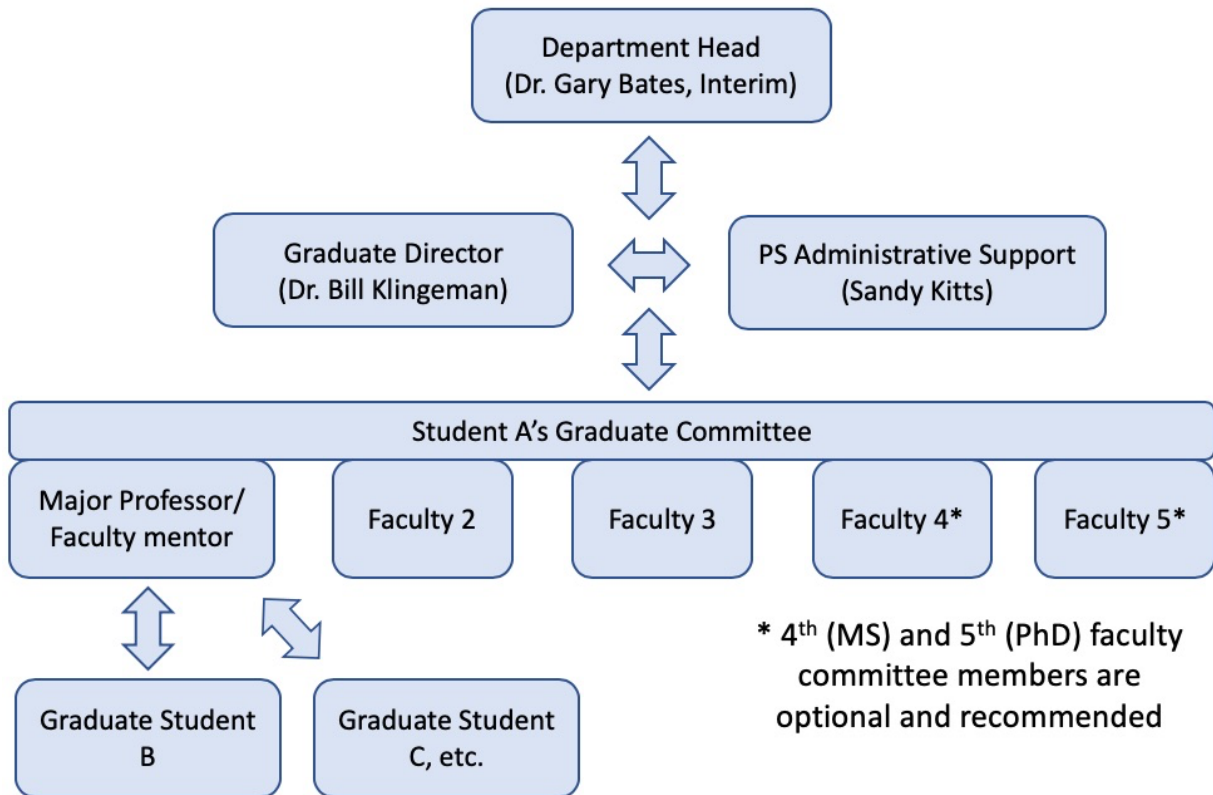 Department Head
(Dr. Gary Bates, Interim)
Graduate Director
(Dr. Bill Klingeman)
PS Administrative Support
(Sandy Kitts)
Student A’s Graduate Committee
Major Professor/
Faculty mentor
Faculty 2
Faculty 3
Faculty 4*
Faculty 5*
Graduate Student
B
Graduate Student
C, etc.
* 4th (MS) and 5th (PhD) faculty
committee members are
optional and recommended